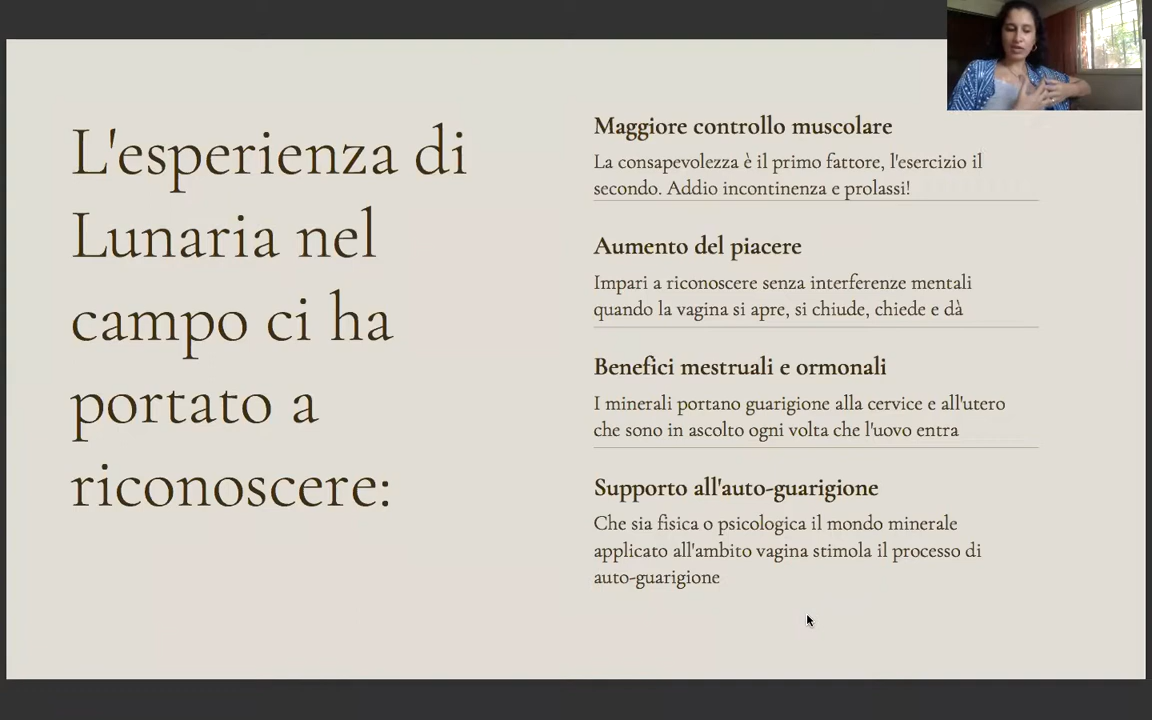 L'esperienza di
Lunaria nel
campo ci ha
portato a
riconoscere:
Maggiore controllo muscolare
La consapevolezza è il primo fattore, l'esercizio il
secondo. Addio incontinenza e prolassi!
Aumento del piacere
Impari a riconoscere senza interferenze mentali
quando la vagina si apre, si chiude, chiede e dà
Benefici mestruali e ormonali
I minerali portano guarigione alla cervice e all'utero
che sono in ascolto ogni volta che l'uovo entra
Supporto all'auto-guarigione
Che sia fisica o psicologica il mondo minerale
applicato all'ambito vagina stimola il processo di
auto-guarigione